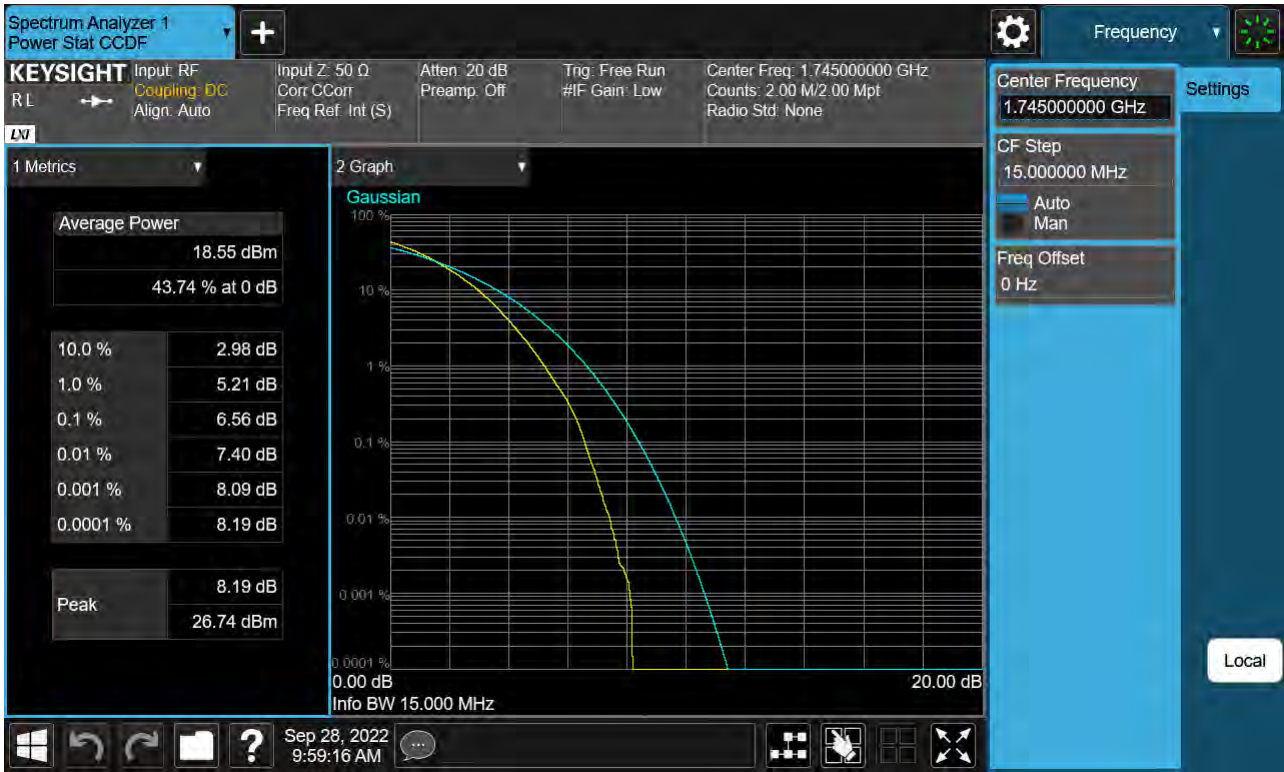 Spectrum Analyzer 1
Power Stat CCDF
Frequency
KEYSIGHT
RL
LXI
Input: RF
Coupling: DC
Align: Auto
Input Z: 50 Ω
Corr CCorr
Freq Ref: Int (S)
Atten: 20 dB
Preamp: Off
Trig: Free Run
#IF Gain: Low
Center Freq: 1.745000000 GHz
Counts: 2.00 M/2.00 Mpt
Radio Std: None
Center Frequency
1.745000000 GHz
Settings
CF Step
15.000000 MHz
Auto
Man
Freq Offset
0 Hz
Local
1 Metrics
Average Power
18.55 dBm
43.74 % at 0 dB
10.0 % 2.98 dB
1.0 % 5.21 dB
0.1 % 6.56 dB
0.01 % 7.40 dB
0.001 % 8.09 dB
0.0001 % 8.19 dB
Peak
8.19 dB
26.74 dBm
2 Graph
Gaussian
100 %
10 %
1 %
0.1 %
0.01 %
0.001 %
0.0001 %
0.00 dB 20.00 dB
Info BW 15.000 MHz
Sep 28, 2022
9:59:16 AM